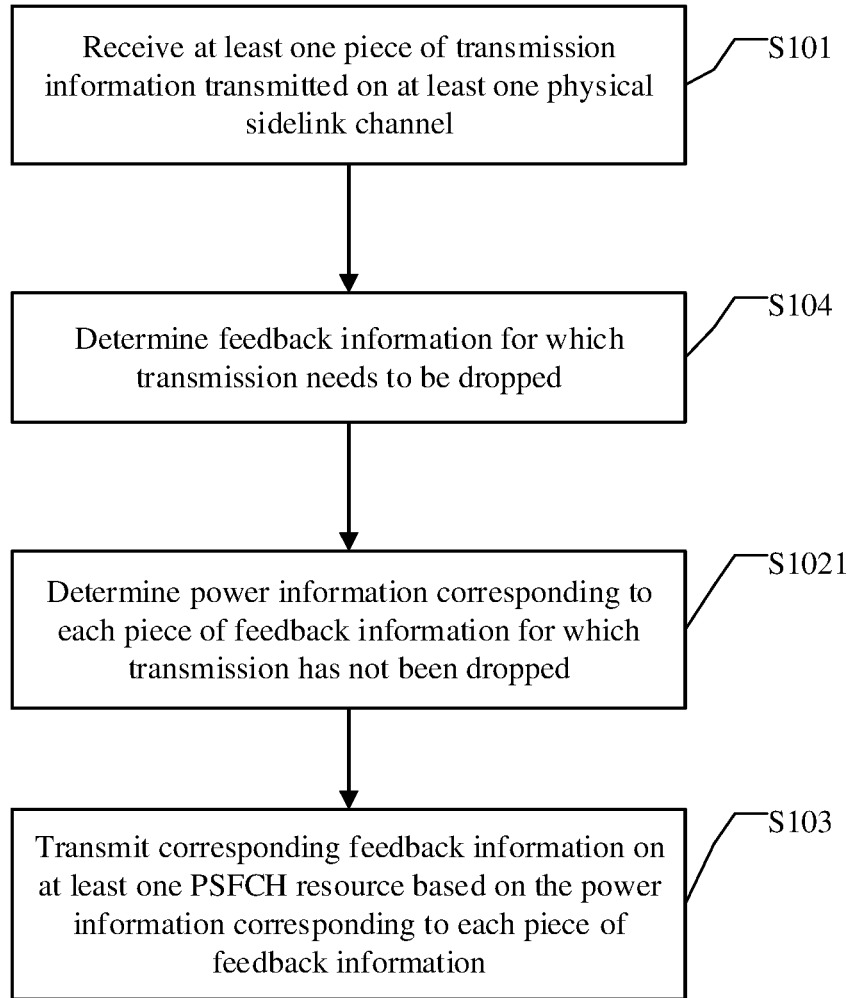 Receive at least one piece of transmission
information transmitted on at least one physical
sidelink channel
S101
Determine feedback information for which
transmission needs to be dropped
S104
Determine power information corresponding to
each piece of feedback information for which
transmission has not been dropped
S1021
Transmit corresponding feedback information on
at least one PSFCH resource based on the power
information corresponding to each piece of
feedback information
S103